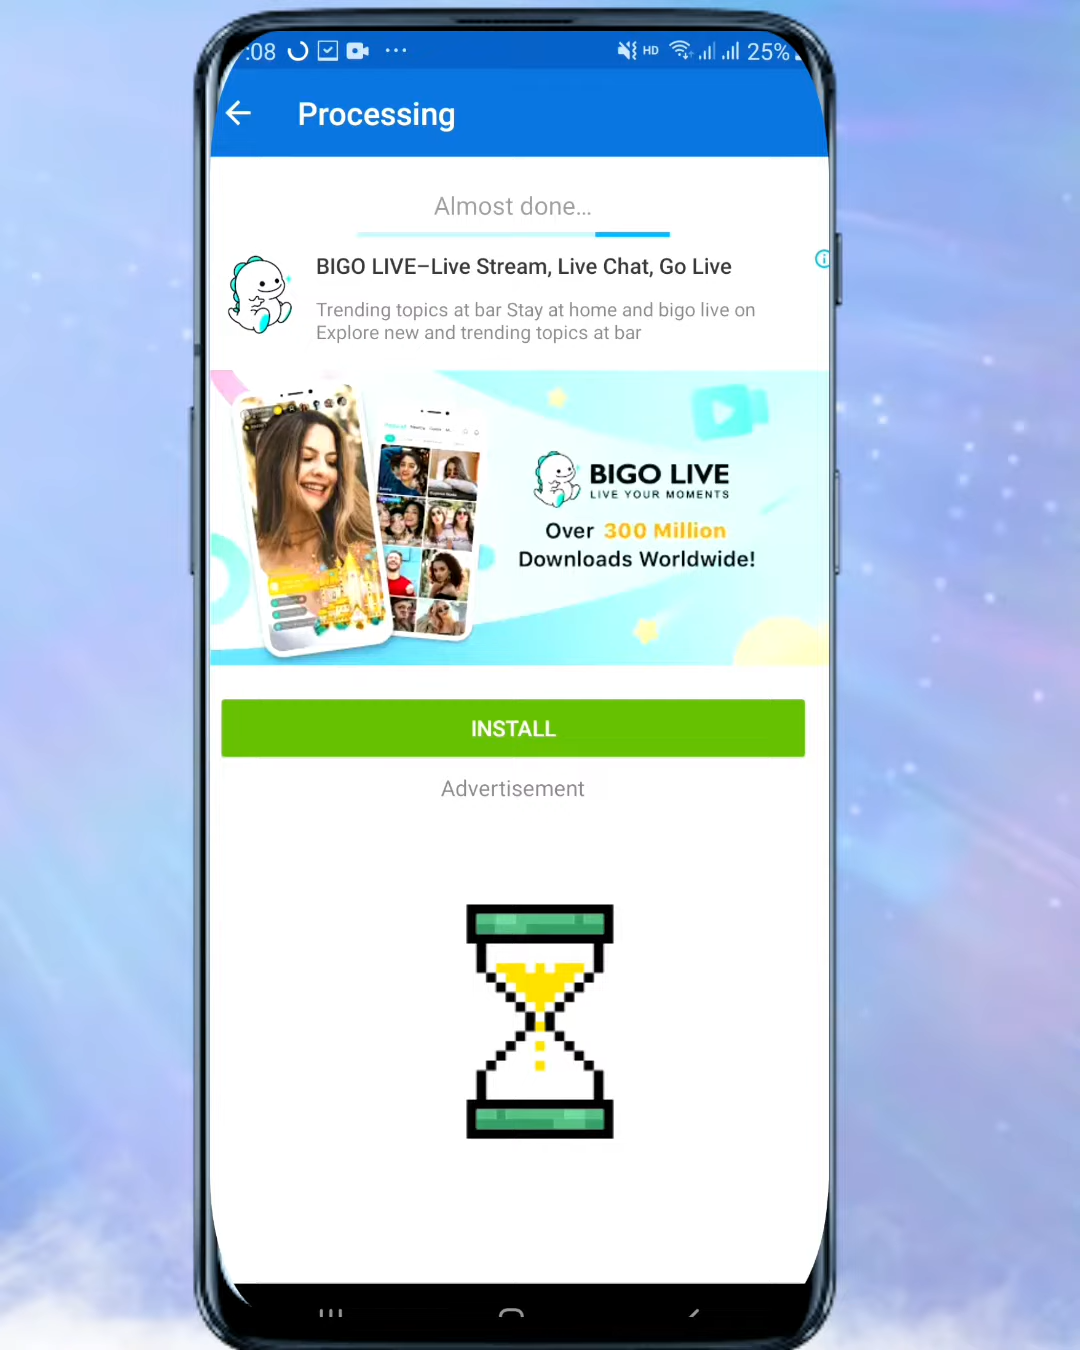 :08 HD 25%
Processing
Almost done...
BIGO LIVE–Live Stream, Live Chat, Go Live
Trending topics at bar Stay at home and bigo live on
Explore new and trending topics at bar
BIGO LIVE
LIVE YOUR MOMENTS
Over 300 Million
Downloads Worldwide!
INSTALL
Advertisement